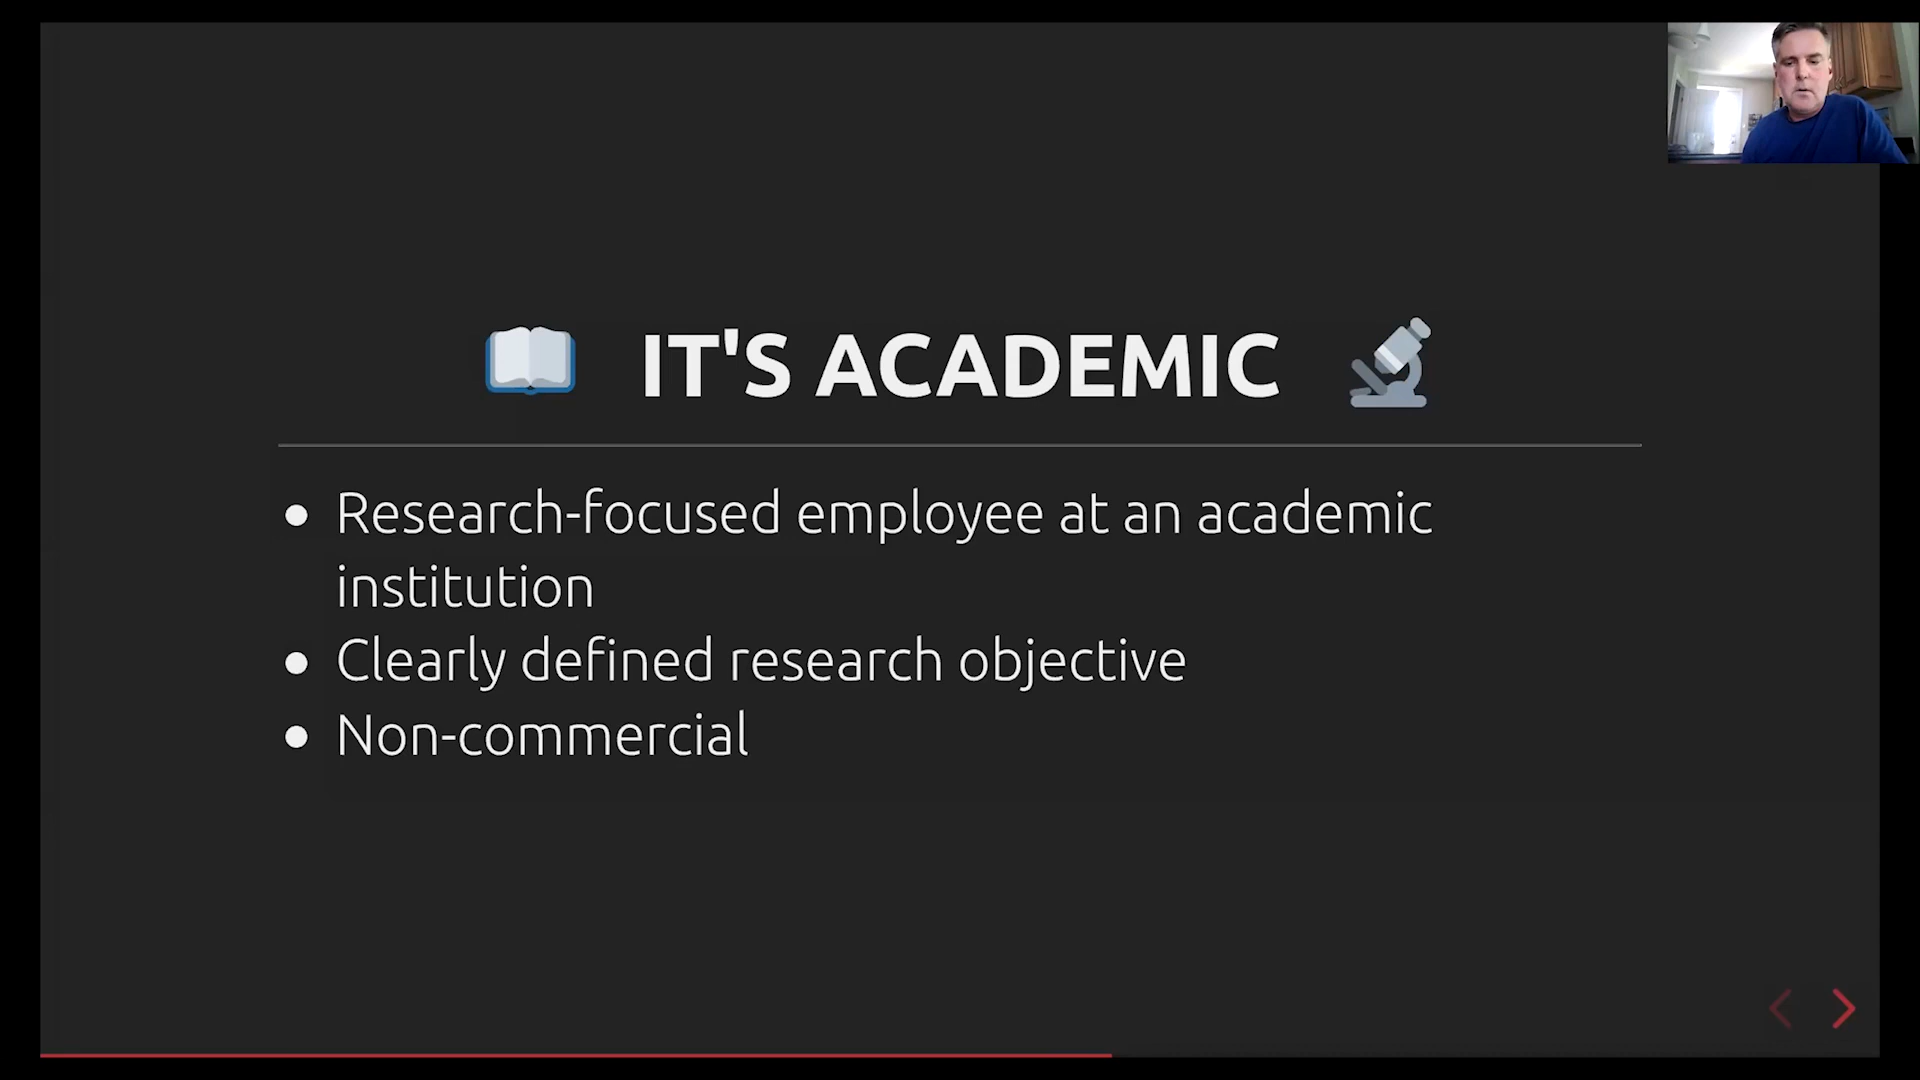 IT'S ACADEMIC
Research-focused employee at an academic
institution
Clearly defined research objective
Non-commercial